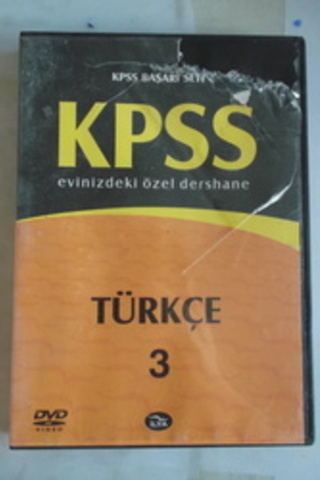 KPSS BAŞARI SETİ
KPSS
evinizdeki özel dershane
TÜRKÇE
3
DVD
VIDEO